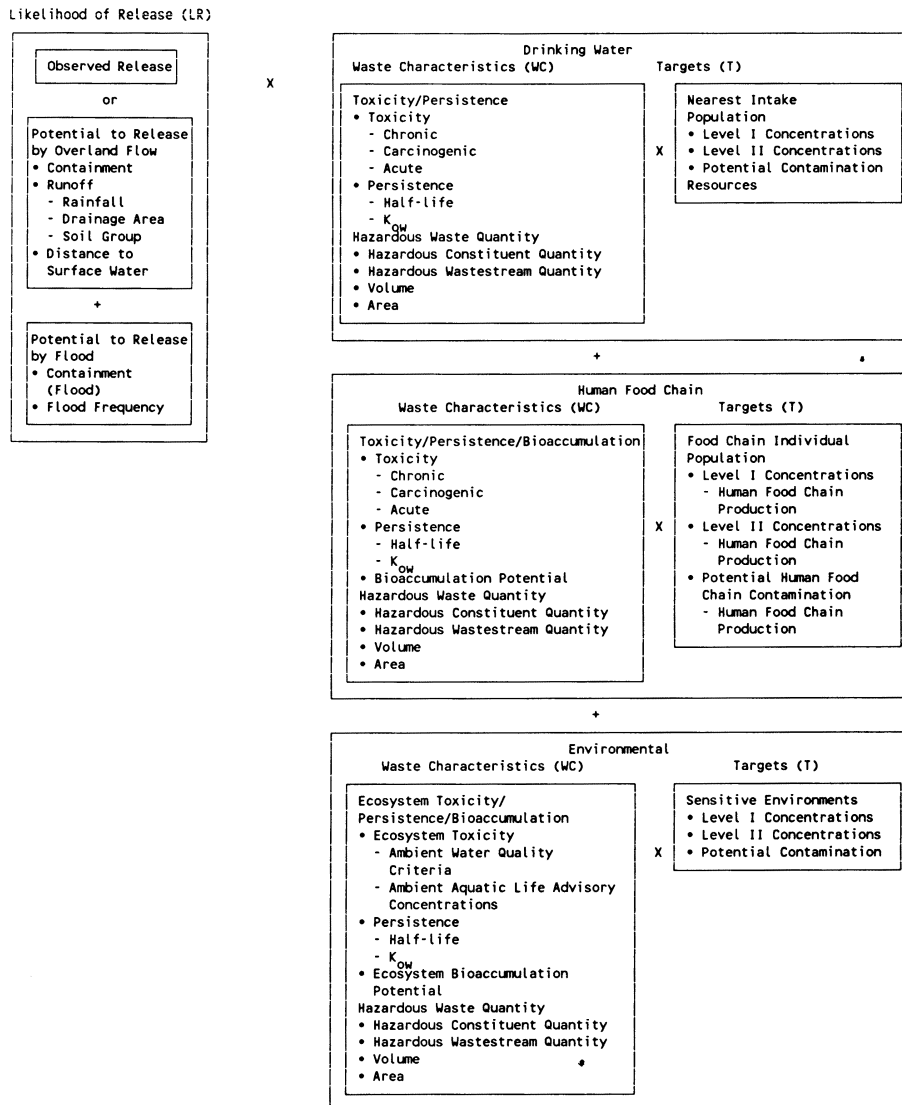 Likelihood of Release (LR)
Observed Release
or
Potential to Release
by Overland Flow
• Containment
• Runoff
- Rainfall
- Drainage Area
- Soil Group
• Distance to
Surface Water
+
Potential to Release
by Flood
• Containment
(Flood)
• Flood Frequency
X
Drinking Water
Waste Characteristics (WC)
Toxicity/Persistence
• Toxicity
- Chronic
- Carcinogenic
- Acute
• Persistence
- Half-life
- Kow
Hazardous Waste Quantity
• Hazardous Constituent Quantity
• Hazardous Wastestream Quantity
• Volume
• Area
X
Targets (T)
Nearest Intake
Population
• Level I Concentrations
• Level II Concentrations
• Potential Contamination
Resources
+
Human Food Chain
Waste Characteristics (WC)
Toxicity/Persistence/Bioaccumulation
• Toxicity
- Chronic
- Carcinogenic
- Acute
• Persistence
- Half-life
- Kow
• Bioaccumulation Potential
Hazardous Waste Quantity
• Hazardous Constituent Quantity
• Hazardous Wastestream Quantity
• Volume
• Area
X
Targets (T)
Food Chain Individual
Population
• Level I Concentrations
- Human Food Chain
Production
• Level II Concentrations
- Human Food Chain
Production
• Potential Human Food
Chain Contamination
- Human Food Chain
Production
+
Environmental
Waste Characteristics (WC)
Ecosystem Toxicity/
Persistence/Bioaccumulation
• Ecosystem Toxicity
- Ambient Water Quality
Criteria
- Ambient Aquatic Life Advisory
Concentrations
• Persistence
- Half-life
- Kow
• Ecosystem Bioaccumulation
Potential
Hazardous Waste Quantity
• Hazardous Constituent Quantity
• Hazardous Wastestream Quantity
• Volume
• Area
X
Targets (T)
Sensitive Environments
• Level I Concentrations
• Level II Concentrations
• Potential Contamination